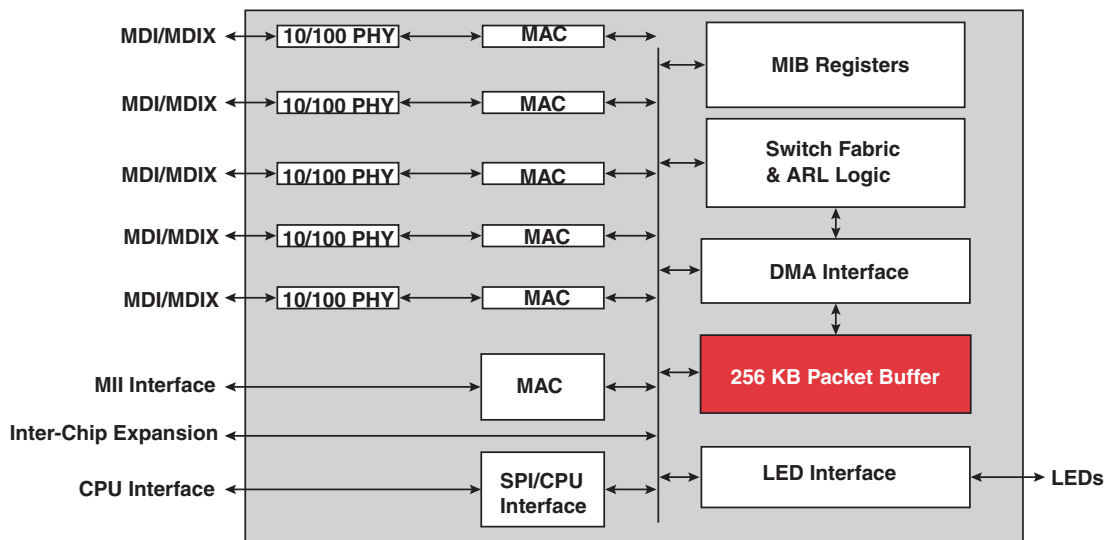 MDI/MDIX
10/100 PHY
MAC
MDI/MDIX
10/100 PHY
MAC
MDI/MDIX
10/100 PHY
MAC
MDI/MDIX
10/100 PHY
MAC
MDI/MDIX
10/100 PHY
MAC
MII Interface
MAC
Inter-Chip Expansion
CPU Interface
SPI/CPU
Interface
MIB Registers
Switch Fabric
& ARL Logic
DMA Interface
256 KB Packet Buffer
LED Interface
LEDs